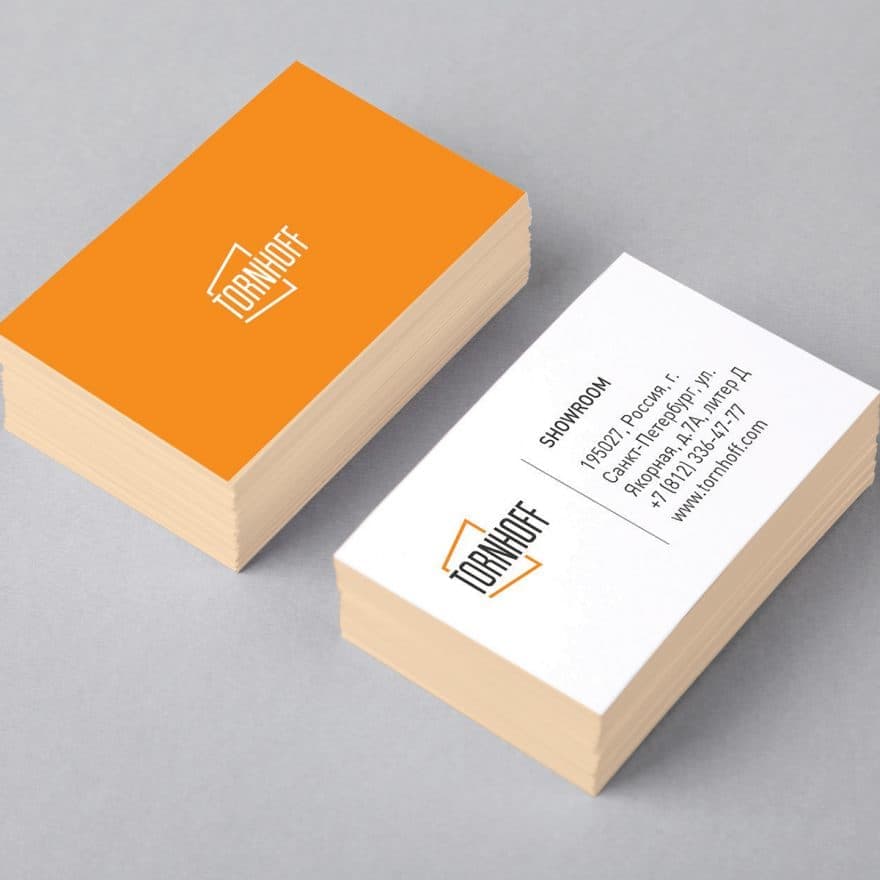 TORNHOFF
TORNHOFF
SHOWROOM
195027, Россия, г.
Санкт-Петербург, ул.
Якорная, д.7А, литер Д
+7 (812) 336-47-77
www.tornhoff.com